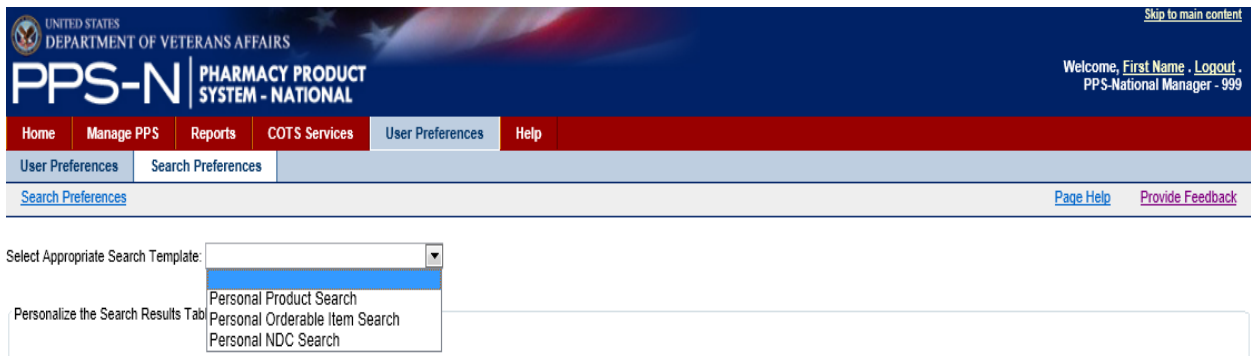 Skip to main content
UNITED STATES
DEPARTMENT OF VETERANS AFFAIRS
PPS-N PHARMACY PRODUCT
SYSTEM - NATIONAL
Welcome, First Name . Logout .
PPS-National Manager - 999
Home Manage PPS Reports COTS Services User Preferences Help
User Preferences Search Preferences
Search Preferences Page Help Provide Feedback
Select Appropriate Search Template:
Personal Product Search
Personalize the Search Results Tabl
Personal Orderable Item Search
Personal NDC Search